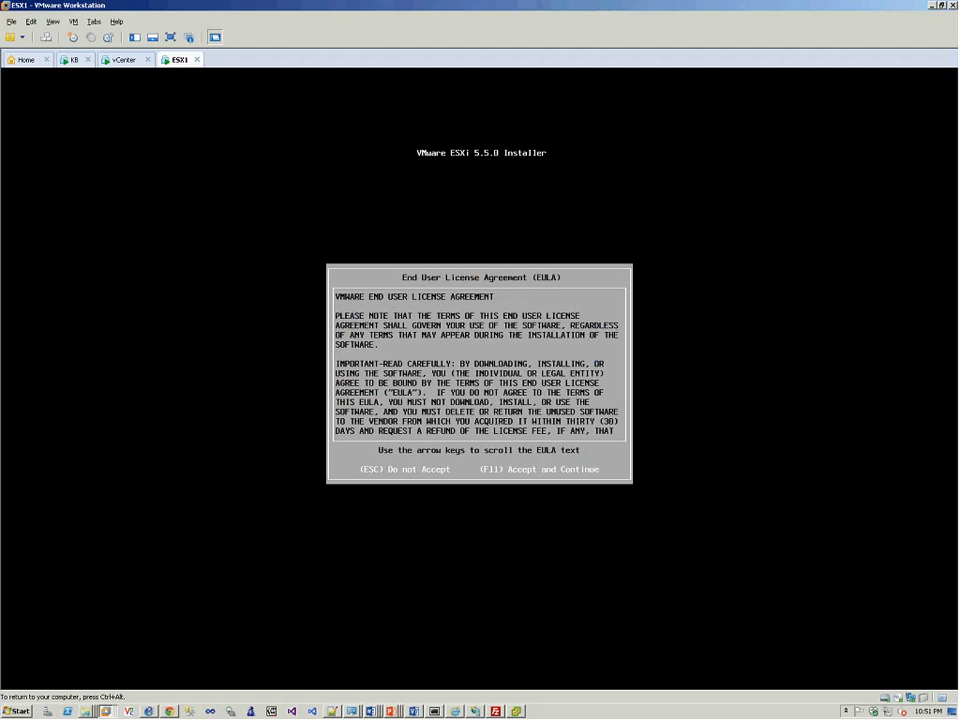 ESX1 - VMware Workstation
File Edit View VM Tabs Help
Home KB vCenter ESX1
VMware ESXi 5.5.0 Installer
End User License Agreement (EULA)
VMWARE END USER LICENSE AGREEMENT
PLEASE NOTE THAT THE TERMS OF THIS END USER LICENSE
AGREEMENT SHALL GOVERN YOUR USE OF THE SOFTWARE, REGARDLESS
OF ANY TERMS THAT MAY APPEAR DURING THE INSTALLATION OF THE
SOFTWARE.
IMPORTANT-READ CAREFULLY: BY DOWNLOADING, INSTALLING, OR
USING THE SOFTWARE, YOU (THE INDIVIDUAL OR LEGAL ENTITY)
AGREE TO BE BOUND BY THE TERMS OF THIS END USER LICENSE
AGREEMENT ("EULA"). IF YOU DO NOT AGREE TO THE TERMS OF
THIS EULA, YOU MUST NOT DOWNLOAD, INSTALL, OR USE THE
SOFTWARE, AND YOU MUST DELETE OR RETURN THE UNUSED SOFTWARE
TO THE VENDOR FROM WHICH YOU ACQUIRED IT WITHIN THIRTY (30)
DAYS AND REQUEST A REFUND OF THE LICENSE FEE, IF ANY, THAT
Use the arrow keys to scroll the EULA text
(ESC) Do not Accept (F11) Accept and Continue
To return to your computer, press Ctrl+Alt.
Start 10:51 PM